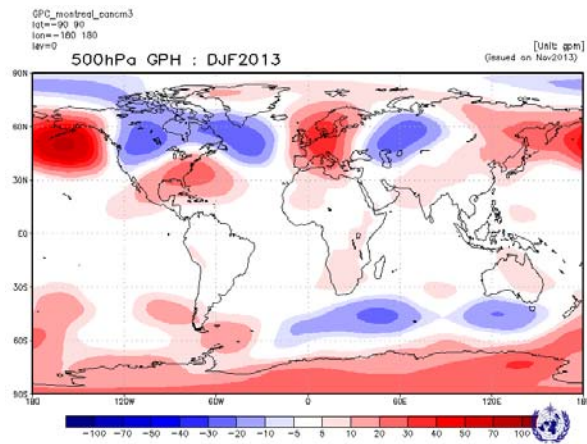 GPC_montreal_cancm3
lat=-90 90
lon=-180 180
lev=0
[Unit: gpm]
500hPa GPH : DJF2013
(issued on Nov2013)
90N
60N
30N
EQ
30S
60S
90S
180 120W 60W 0 60E 120E 180
-100 -70 -50 -40 -30 -20 -10 -5 5 10 20 30 40 50 70 100